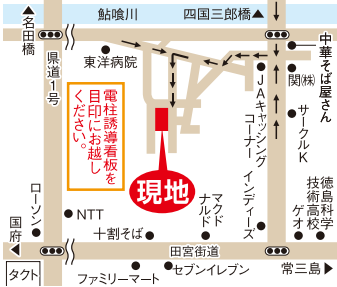 鮎喰川
四国三郎橋▲
▲名田橋
東洋病院
中華そば屋さん
県道1号
関㈱
JAキャッシングコーナー
サークルK
電柱誘導看板を
目印にお越し
ください。
現地
インディーズ
マクド
ナルド
徳島科学
技術高校
ゲオ
ローソン
NTT
国府
◀
十割そば
田宮街道
タクト
ファミリーマート
セブンイレブン
常三島▶